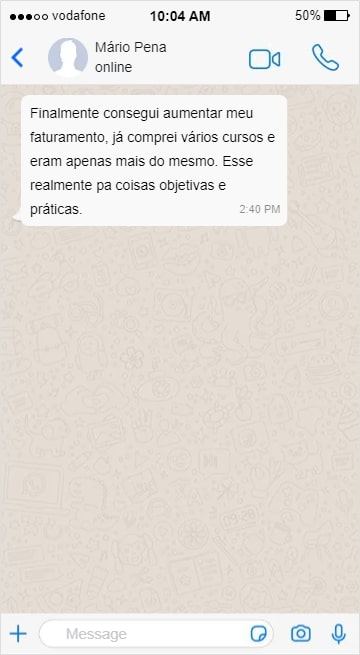 vodafone 10:04 AM 50%
Mário Pena
online
Finalmente consegui aumentar meu
faturamento, já comprei vários cursos e
eram apenas mais do mesmo. Esse
realmente pa coisas objetivas e
práticas. 2:40 PM
Message